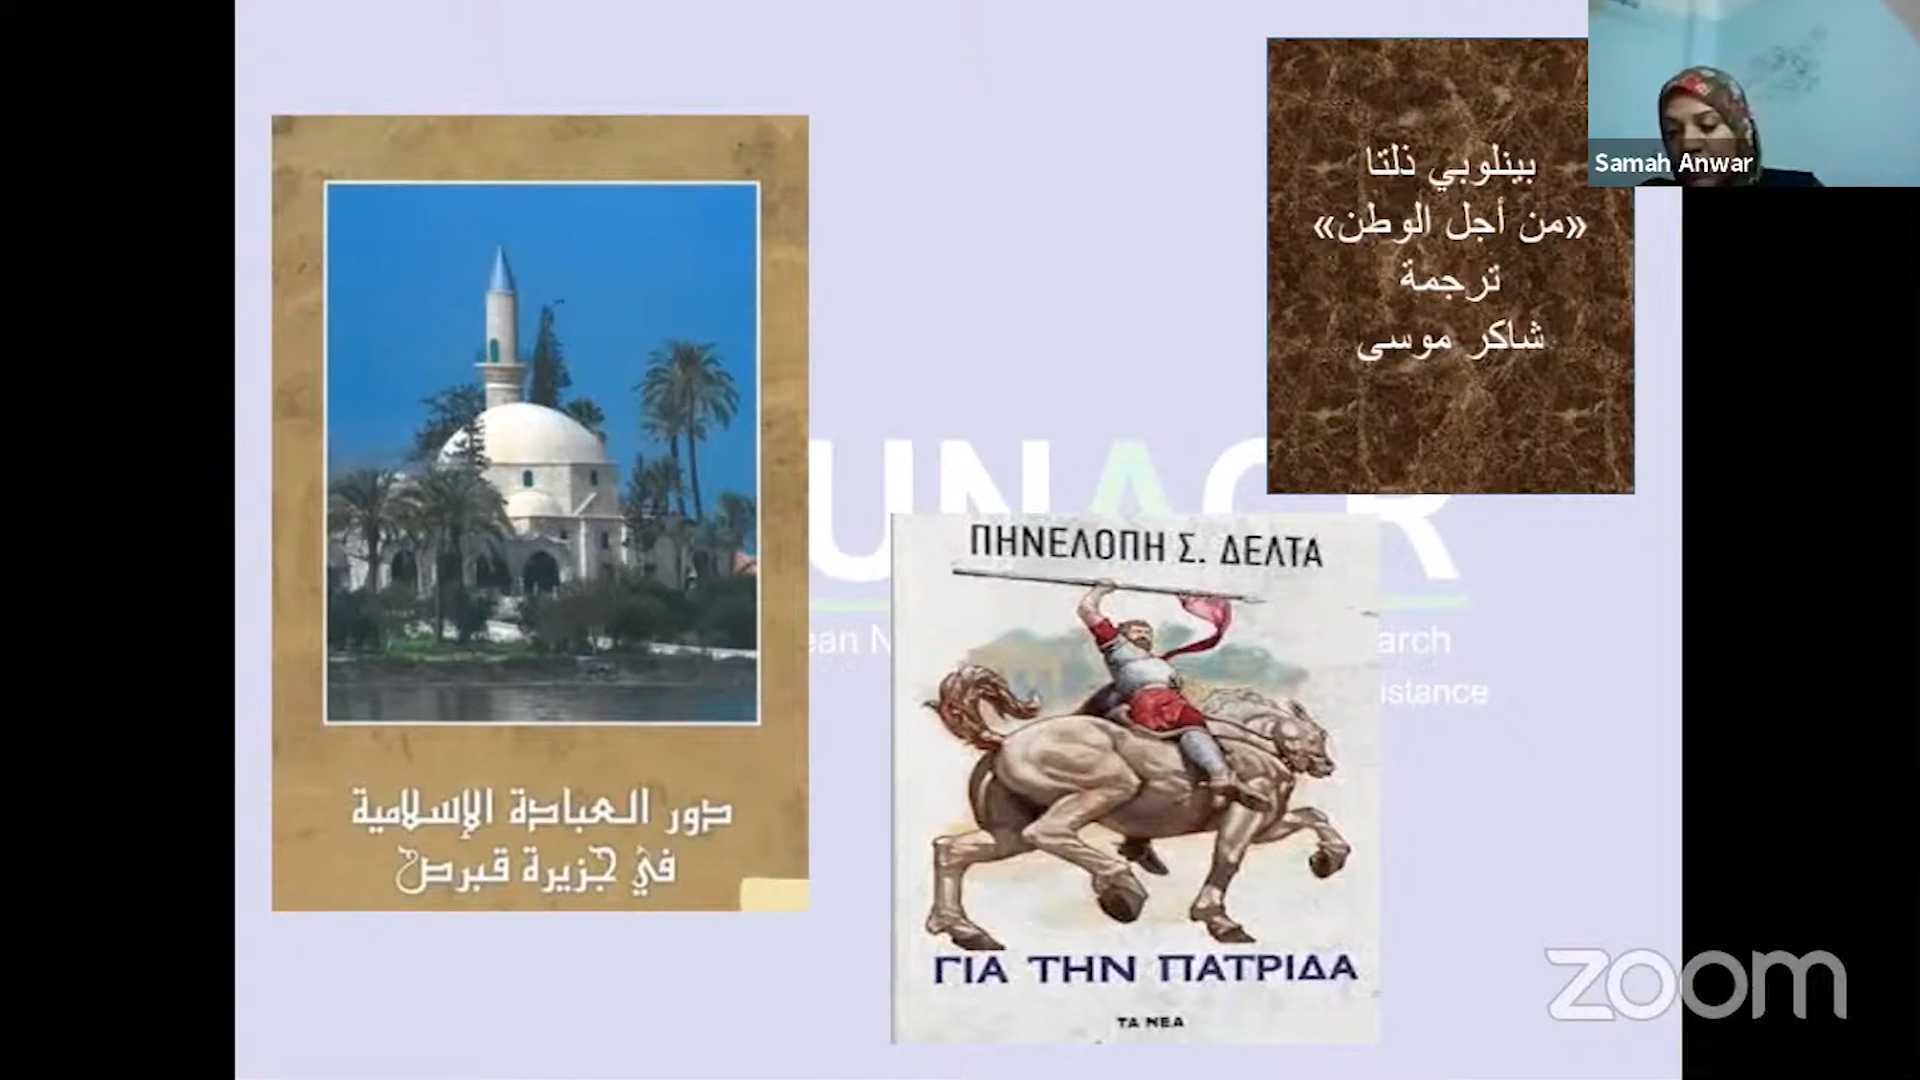 دور العبادة الإسلامية
في جزيرة قبرص
بينلوبي ذلتا
«من أجل الوطن»
ترجمة
شاكر موسى
Samah Anwar
ΠΗΝΕΛΟΠΗ Σ. ΔΕΛΤΑ
ΓΙΑ ΤΗΝ ΠΑΤΡΙΔΑ
ΤΑ ΝΕΑ
zoom